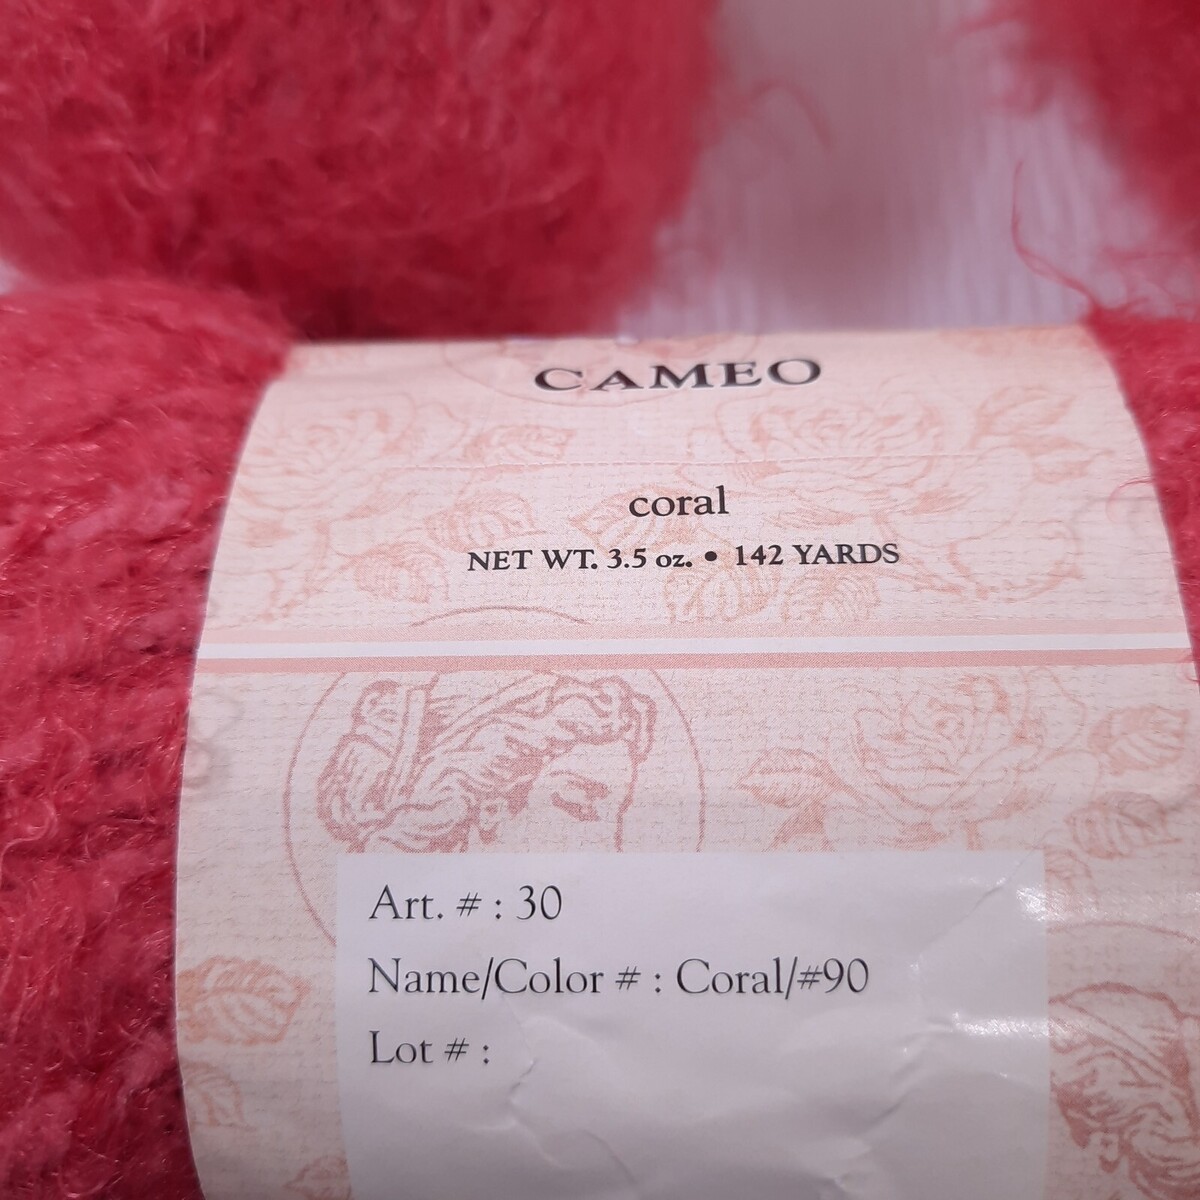 CAMEO
coral
NET WT. 3.5 oz. • 142 YARDS
Art. # : 30
Name/Color # : Coral/#90
Lot # :